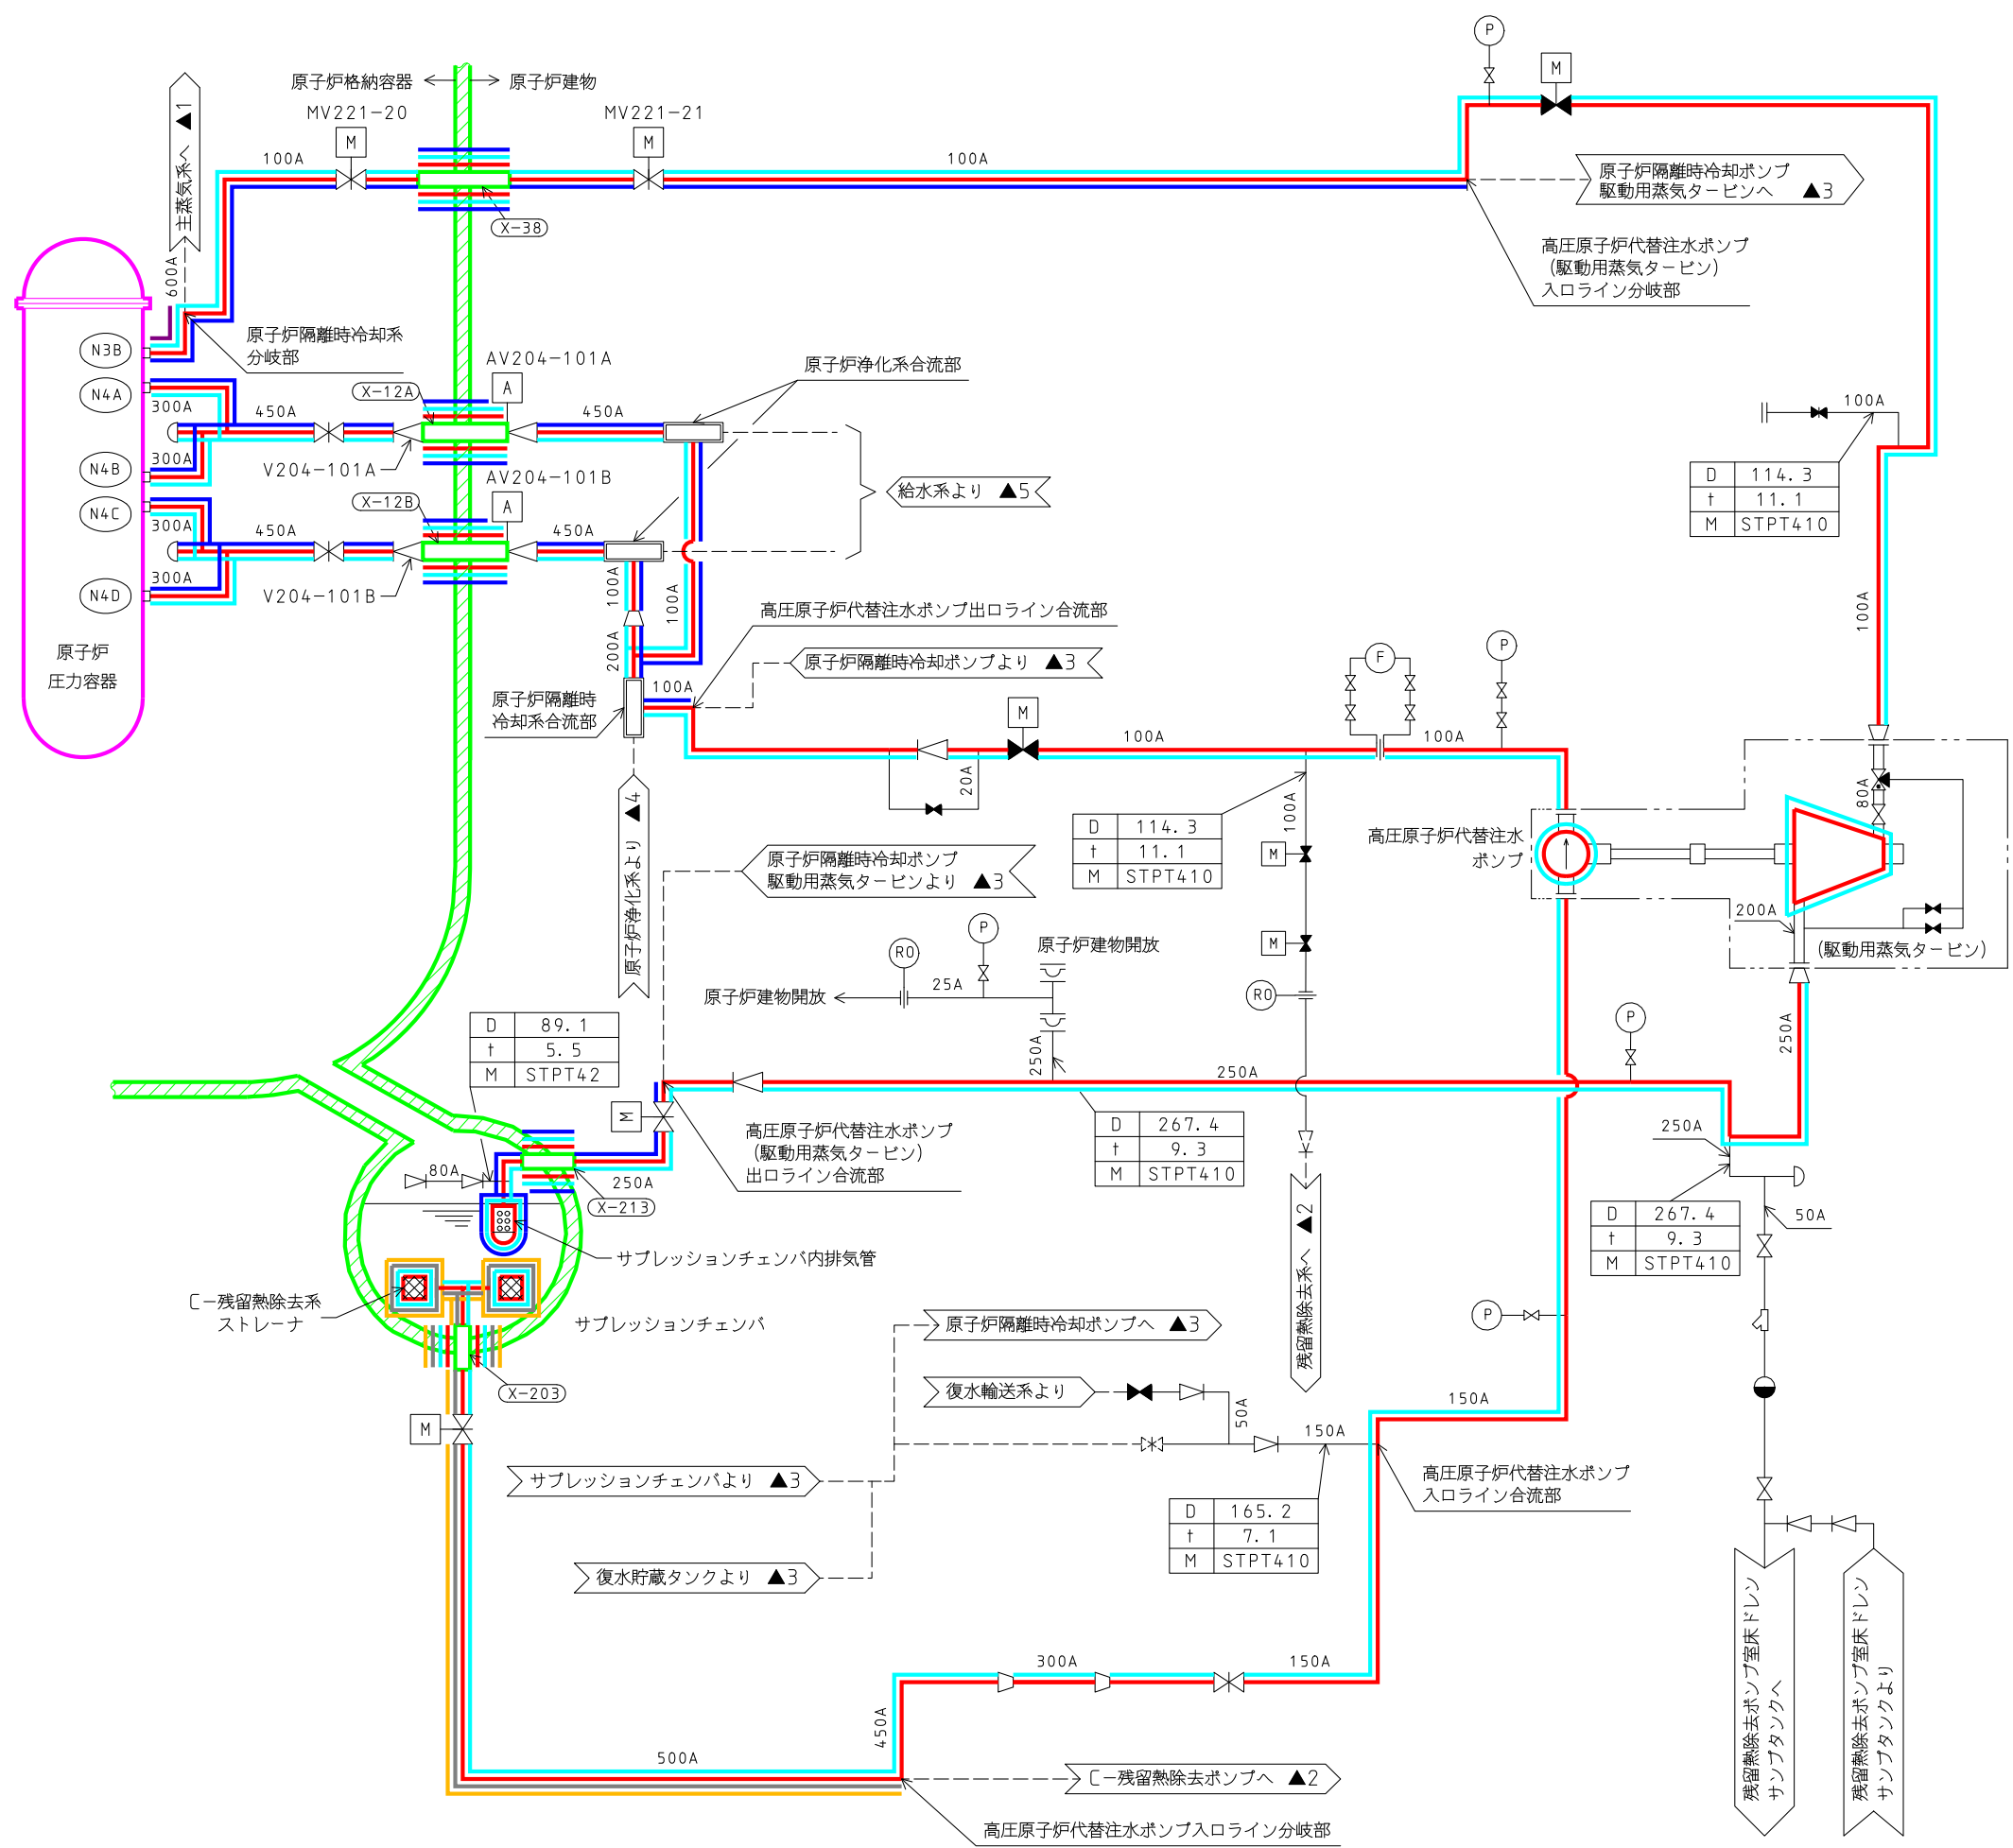 P
M
原子炉格納容器
原子炉建物
MV221-20
MV221-21
M
M
主蒸気系へ ▲1
100A
100A
原子炉隔離時冷却ポンプ
駆動用蒸気タービンへ ▲3
X-38
高圧原子炉代替注水ポンプ
(駆動用蒸気タービン)
入口ライン分岐部
600A
原子炉隔離時冷却系
分岐部
N3B
N4A
N4B
N4C
N4D
原子炉
圧力容器
300A
300A
300A
300A
450A
450A
X-12A
AV204-101A
A
450A
V204-101A
X-12B
AV204-101B
A
450A
V204-101B
原子炉浄化系合流部
給水系より ▲5
100A
D 114.3
t 11.1
M STPT410
100A
100A
100A
200A
高圧原子炉代替注水ポンプ出口ライン合流部
原子炉隔離時冷却ポンプより ▲3
100A
原子炉隔離時
冷却系合流部
M
F
P
100A
100A
20A
100A
原子炉浄化系より ▲4
D 114.3
t 11.1
M STPT410
M
M
RO
高圧原子炉代替注水
ポンプ
80A
200A
(駆動用蒸気タービン)
原子炉隔離時冷却ポンプ
駆動用蒸気タービンより ▲3
RO
P
原子炉建物開放
原子炉建物開放
25A
250A
250A
P
250A
D 89.1
t 5.5
M STPT42
M
高圧原子炉代替注水ポンプ
(駆動用蒸気タービン)
出口ライン合流部
D 267.4
t 9.3
M STPT410
80A
250A
X-213
サプレッションチェンバ内排気管
残留熱除去系へ ▲2
250A
D 267.4
t 9.3
M STPT410
50A
C-残留熱除去系
ストレーナ
サプレッションチェンバ
X-203
M
原子炉隔離時冷却ポンプへ ▲3
復水輸送系より
50A
P
150A
150A
サプレッションチェンバより ▲3
高圧原子炉代替注水ポンプ
入口ライン合流部
D 165.2
t 7.1
M STPT410
復水貯蔵タンクより ▲3
残留熱除去ポンプ室床ドレン
サンプタンクへ
残留熱除去ポンプ室床ドレン
サンプタンクより
300A
150A
450A
500A
C-残留熱除去ポンプへ ▲2
高圧原子炉代替注水ポンプ入口ライン分岐部